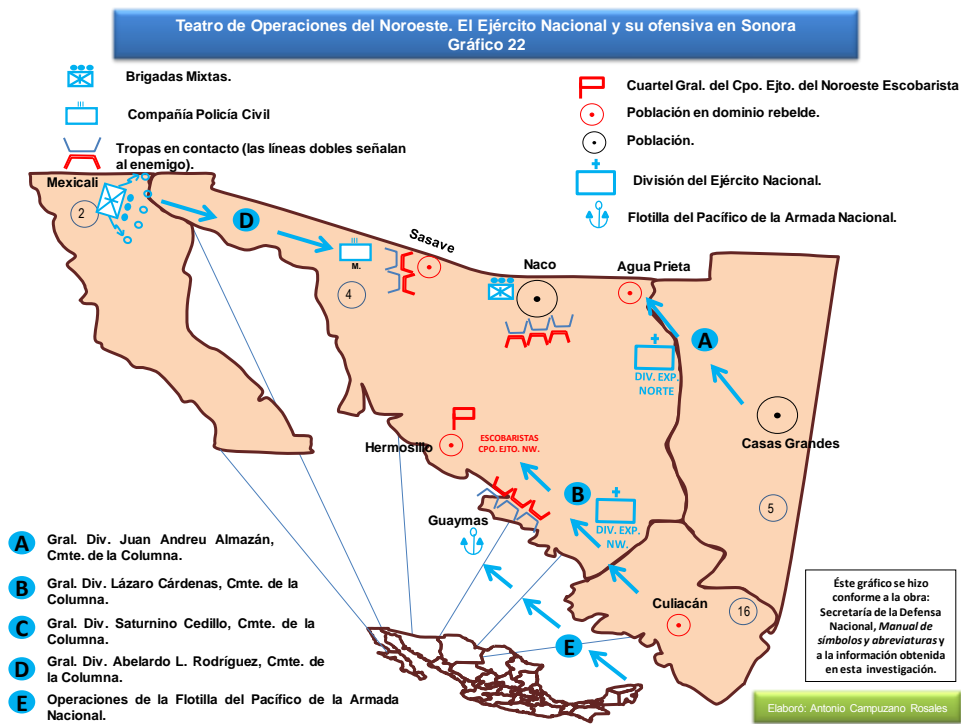 Teatro de Operaciones del Noroeste. El Ejército Nacional y su ofensiva en Sonora
Gráfico 22
Brigadas Mixtas.
Compañía Policía Civil
Tropas en contacto (las líneas dobles señalan
al enemigo).
Cuartel Gral. del Cpo. Ejto. del Noroeste Escobarista
Población en dominio rebelde.
Población.
División del Ejército Nacional.
Flotilla del Pacífico de la Armada Nacional.
Mexicali
2
D
M.
4
Sasave
Naco
Agua Prieta
A
DIV. EXP.
NORTE
Casas Grandes
5
Hermosillo
ESCOBARISTAS
CPO. EJTO. NW.
B
DIV. EXP.
NW.
Guaymas
Culiacán
16
E
A Gral. Div. Juan Andreu Almazán,
Cmte. de la Columna.
B Gral. Div. Lázaro Cárdenas, Cmte. de la
Columna.
C Gral. Div. Saturnino Cedillo, Cmte. de la
Columna.
D Gral. Div. Abelardo L. Rodríguez, Cmte. de
la Columna.
E Operaciones de la Flotilla del Pacífico de la Armada
Nacional.
Éste gráfico se hizo
conforme a la obra:
Secretaría de la Defensa
Nacional, Manual de
símbolos y abreviaturas y
a la información obtenida
en esta investigación.
Elaboró: Antonio Campuzano Rosales